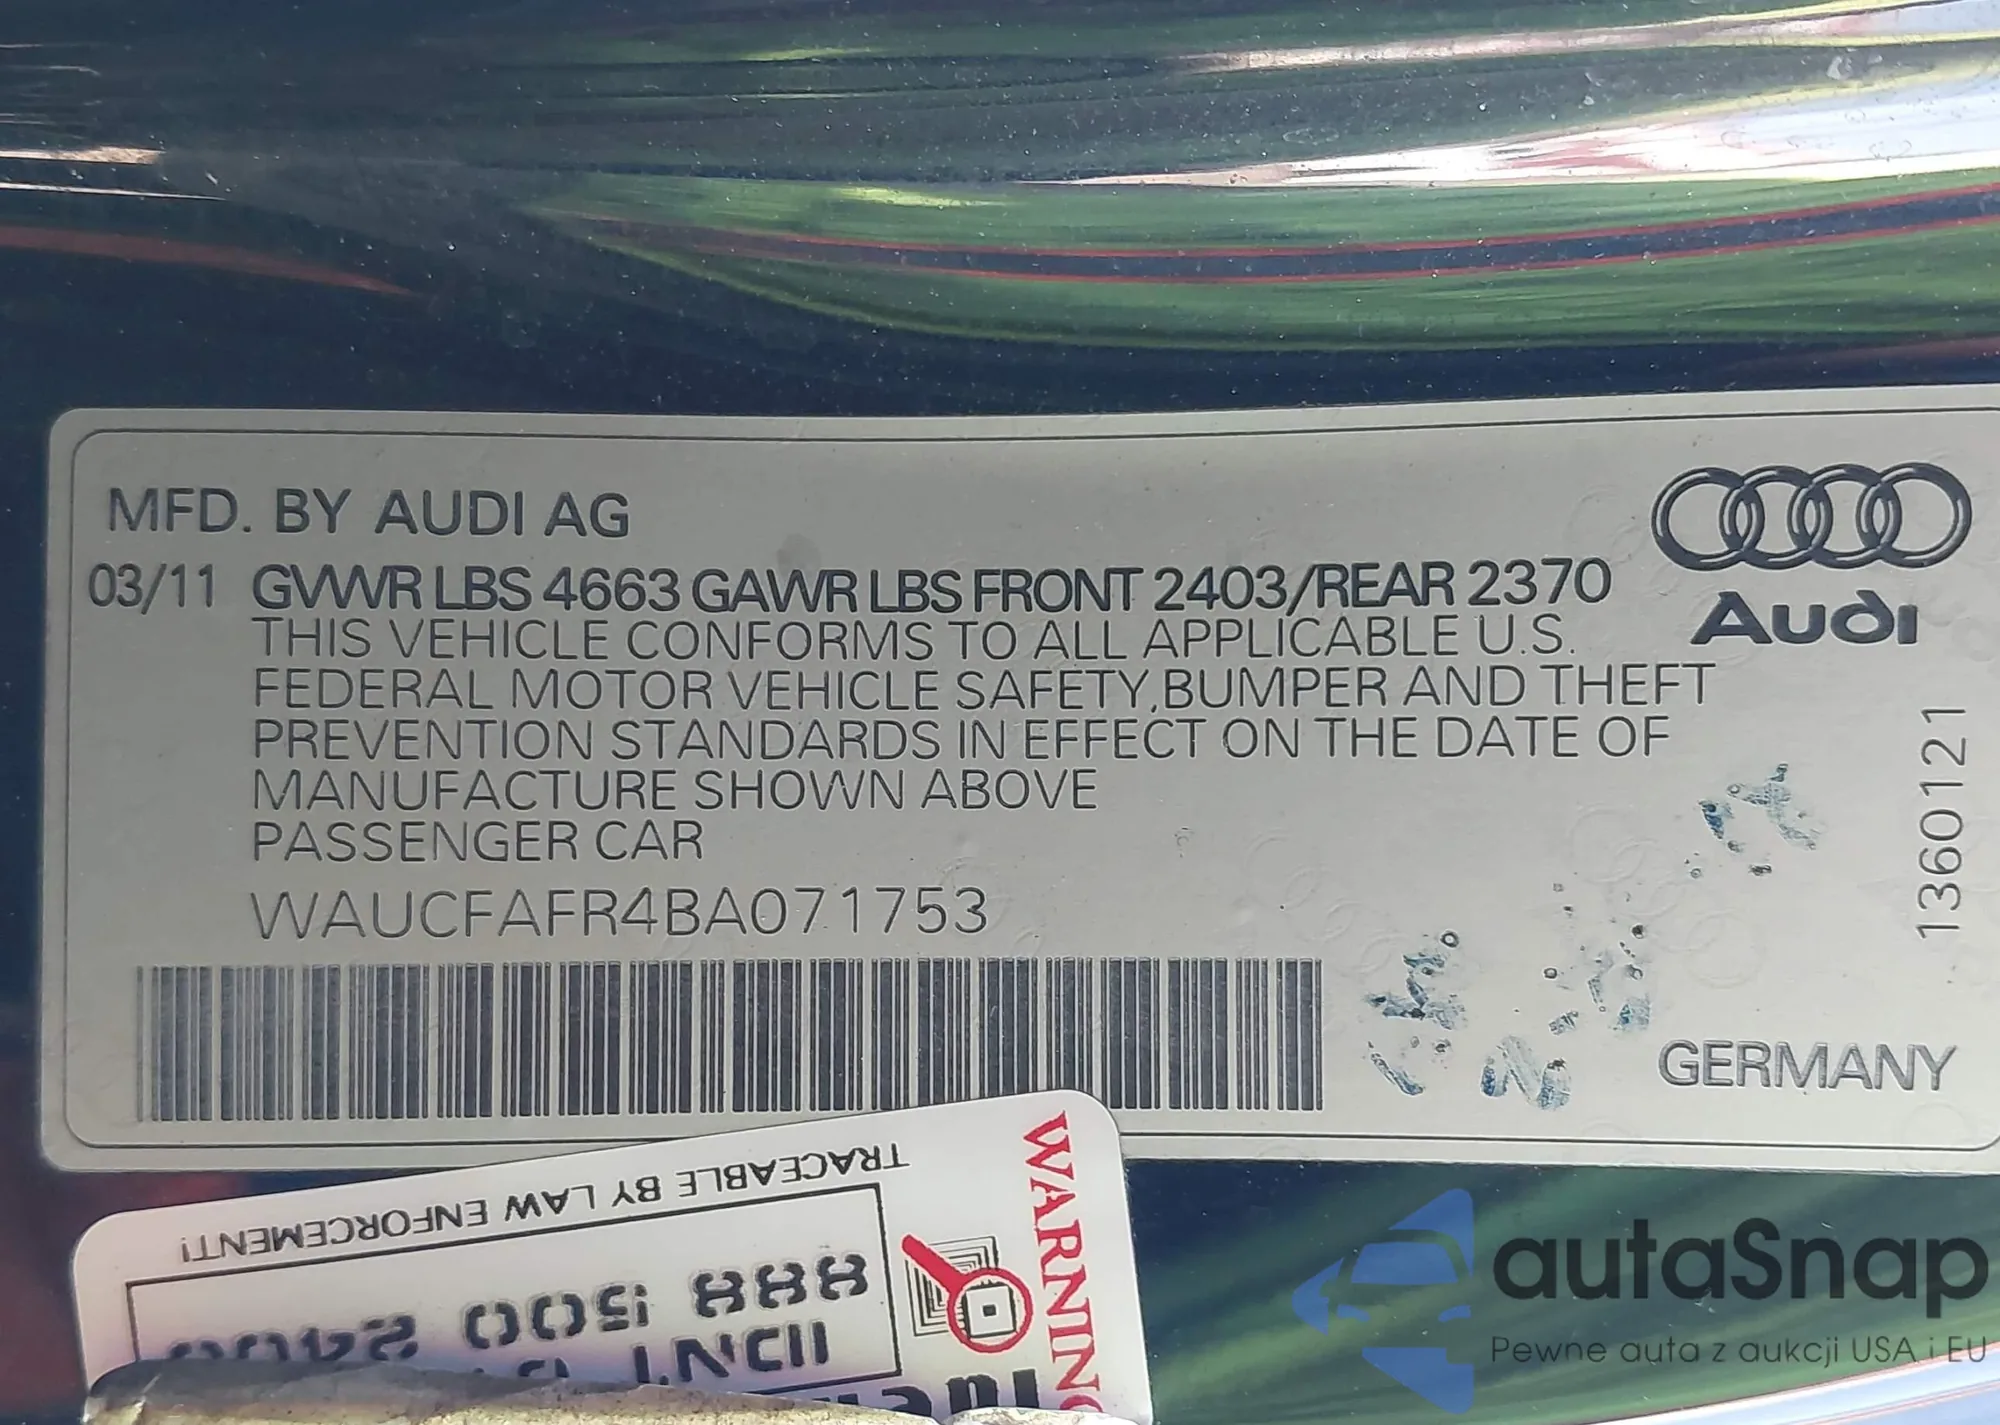 MFD. BY AUDI AG
03/11 GVWR LBS 4663 GAWR LBS FRONT 2403/REAR 2370
THIS VEHICLE CONFORMS TO ALL APPLICABLE U.S.
FEDERAL MOTOR VEHICLE SAFETY,BUMPER AND THEFT
PREVENTION STANDARDS IN EFFECT ON THE DATE OF
MANUFACTURE SHOWN ABOVE
PASSENGER CAR
WAUCFAFR4BA071753
Audi
1360121
GERMANY
WARNING
TRACEABLE BY LAW ENFORCEMENT!
888
autaSnap
Pewne auta z aukcji USA i EU